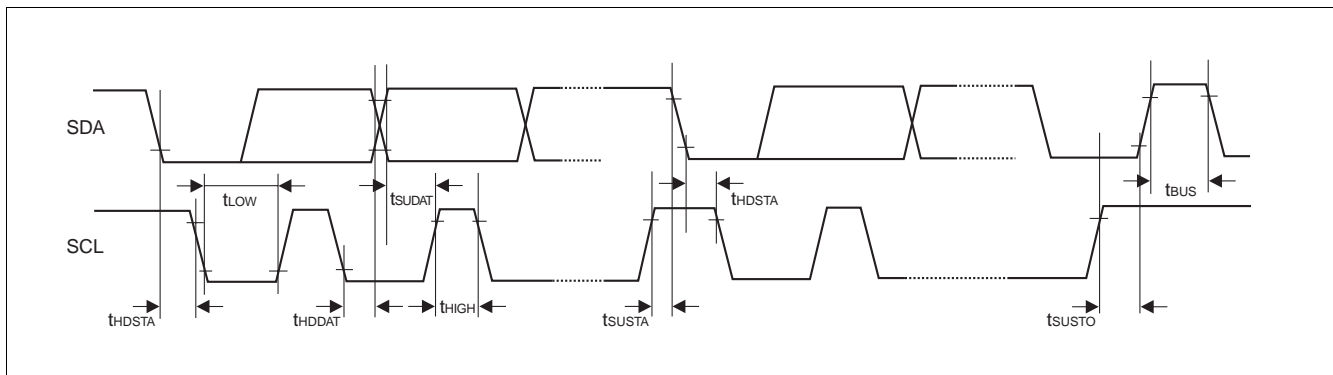 SDA
tLOW
tSUDAT
tHDSTA
tBUS
SCL
tHDSTA
tHDDAT
tHIGH
tSUSTA
tSUSTO